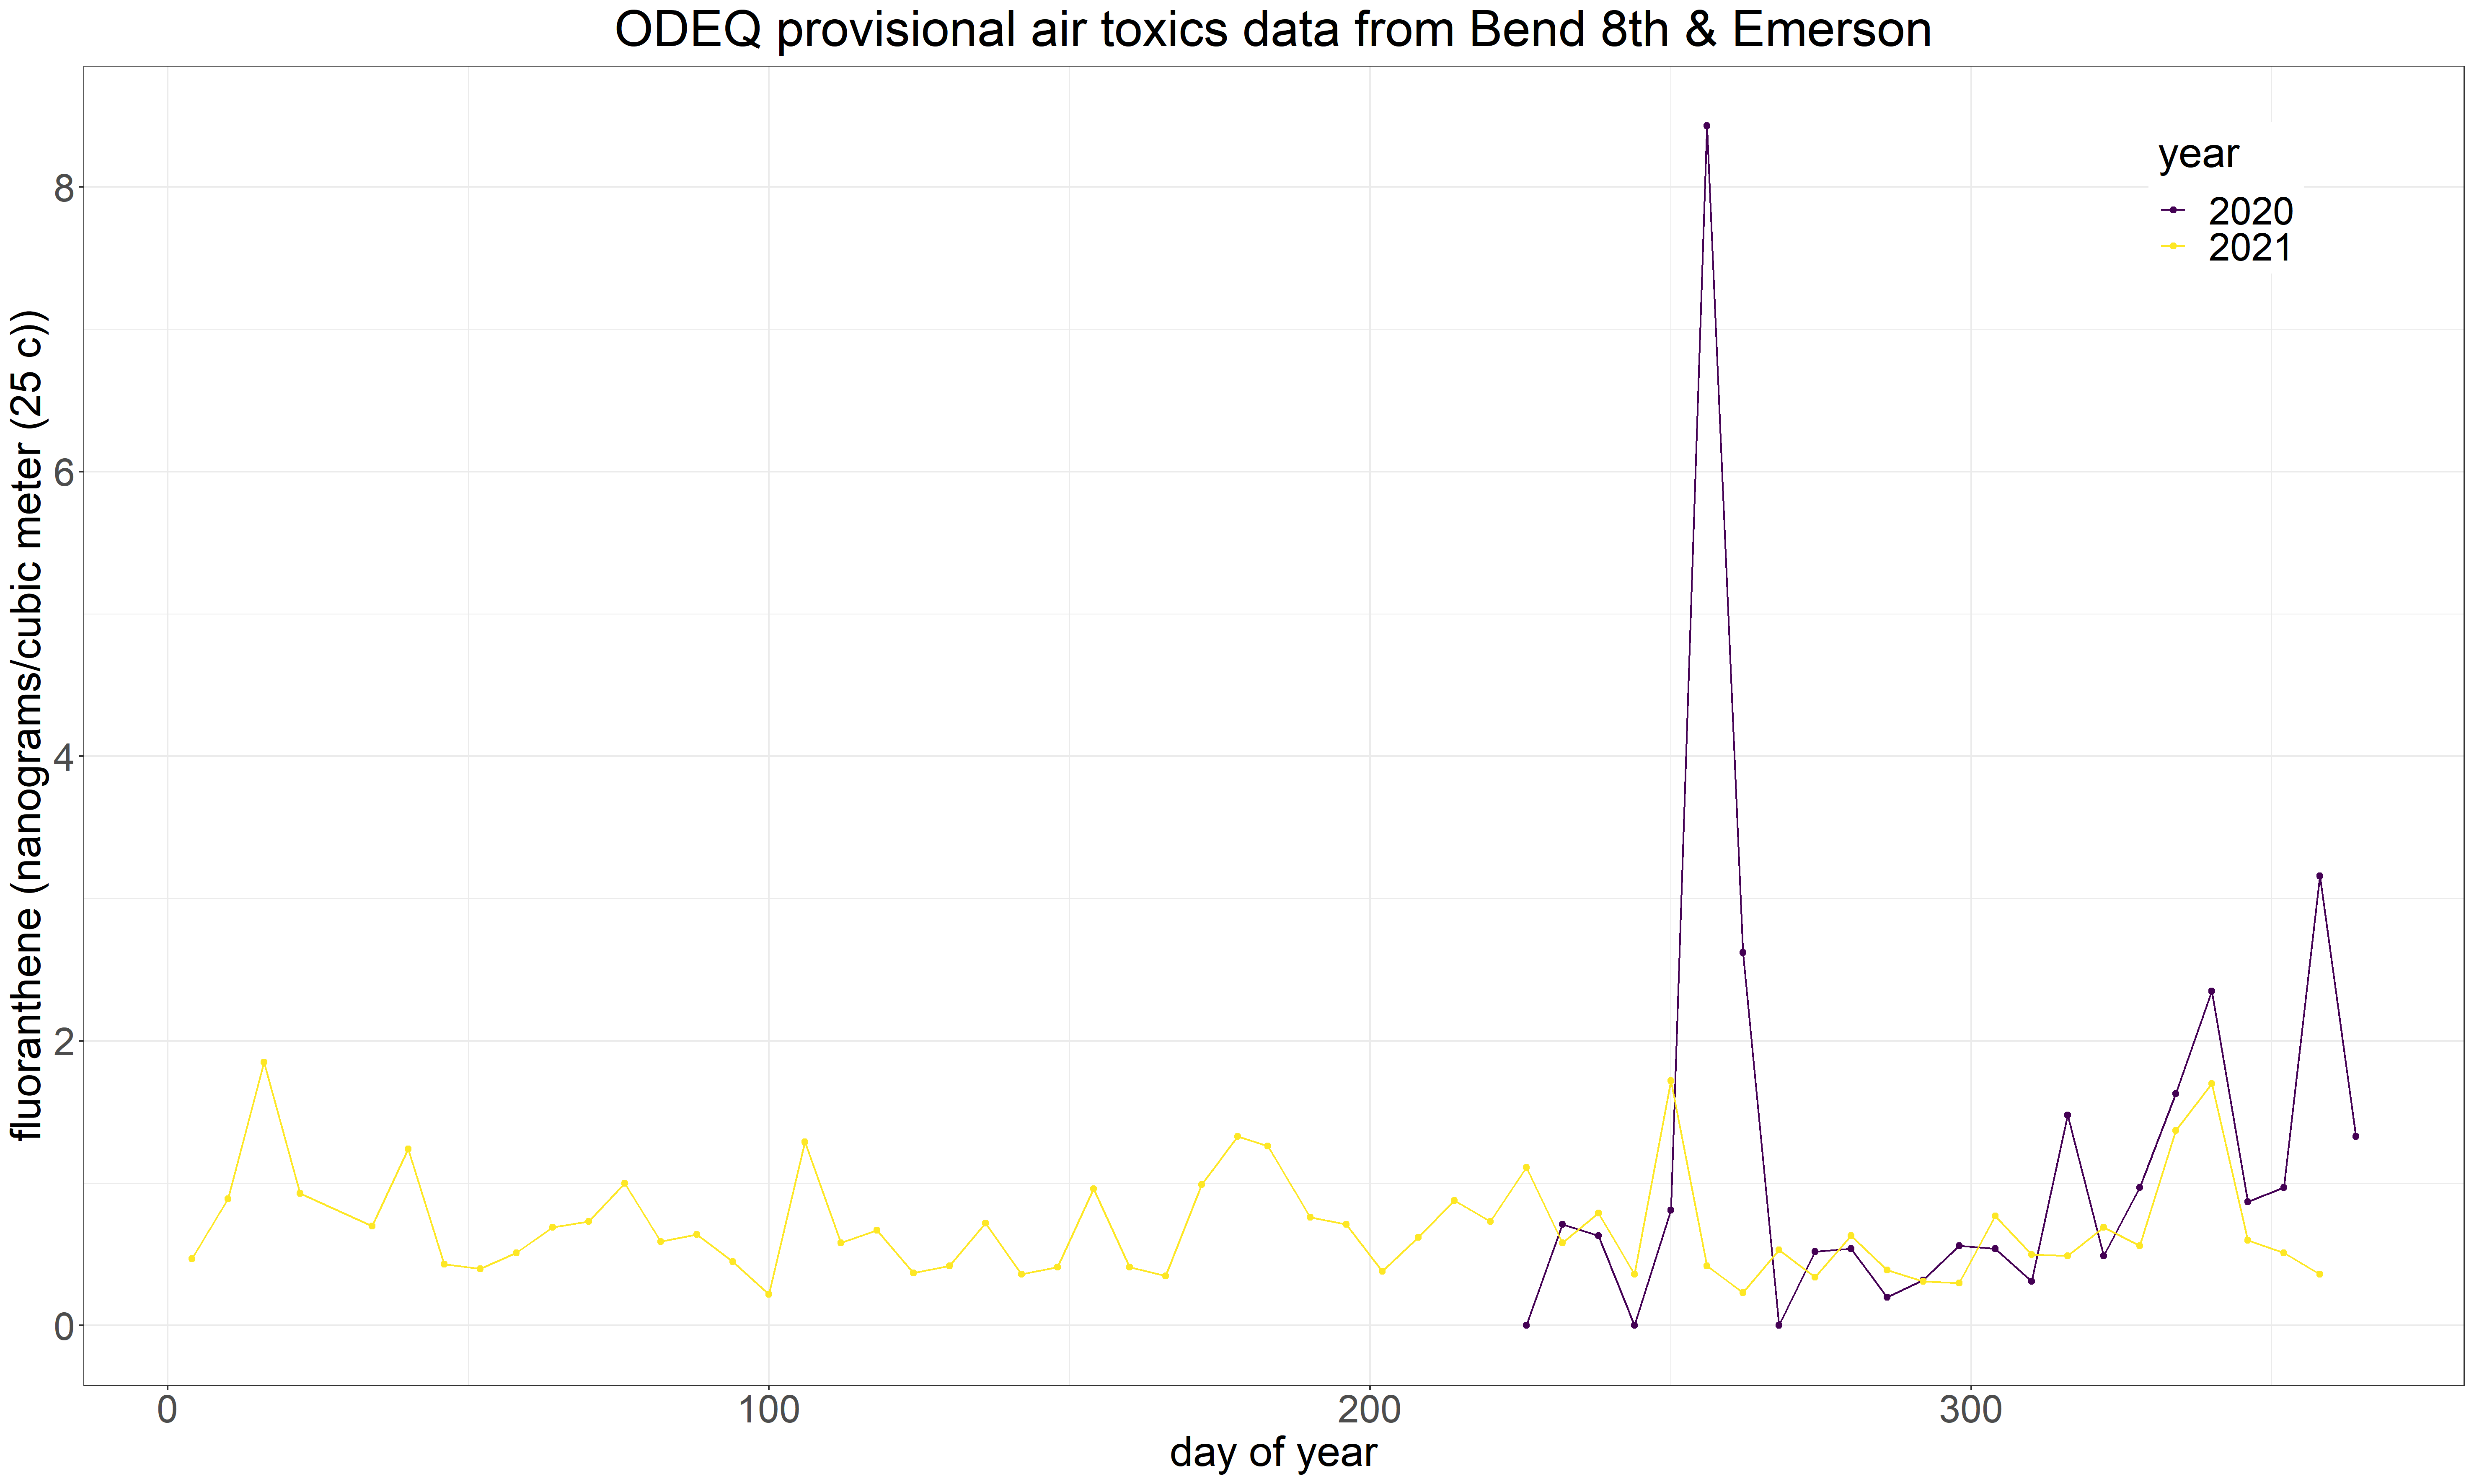 ODEQ provisional air toxics data from Bend 8th & Emerson
fluoranthene (nanograms/cubic meter (25 c))
8
6
4
2
0
year
2020
2021
0 100 200 300
day of year